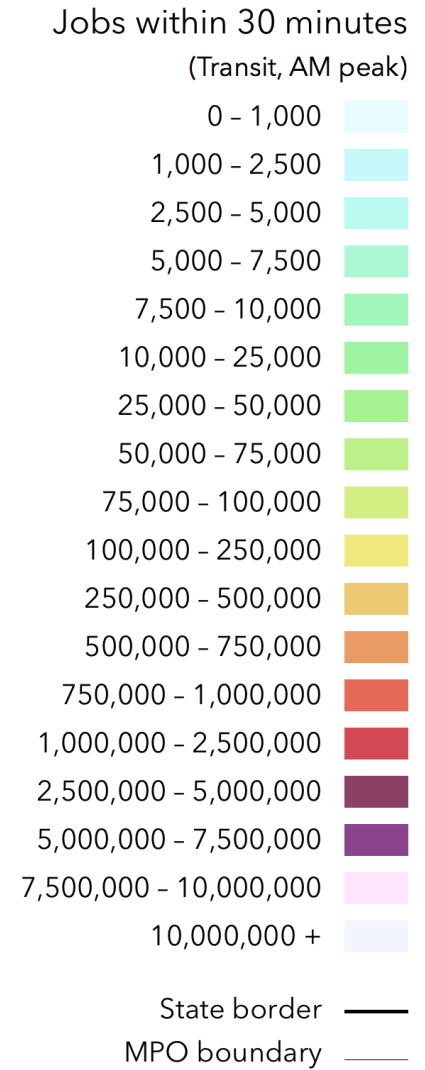 Jobs within 30 minutes
(Transit, AM peak)
0 – 1,000
1,000 – 2,500
2,500 – 5,000
5,000 – 7,500
7,500 – 10,000
10,000 – 25,000
25,000 – 50,000
50,000 – 75,000
75,000 – 100,000
100,000 – 250,000
250,000 – 500,000
500,000 – 750,000
750,000 – 1,000,000
1,000,000 – 2,500,000
2,500,000 – 5,000,000
5,000,000 – 7,500,000
7,500,000 – 10,000,000
10,000,000 +
State border
MPO boundary